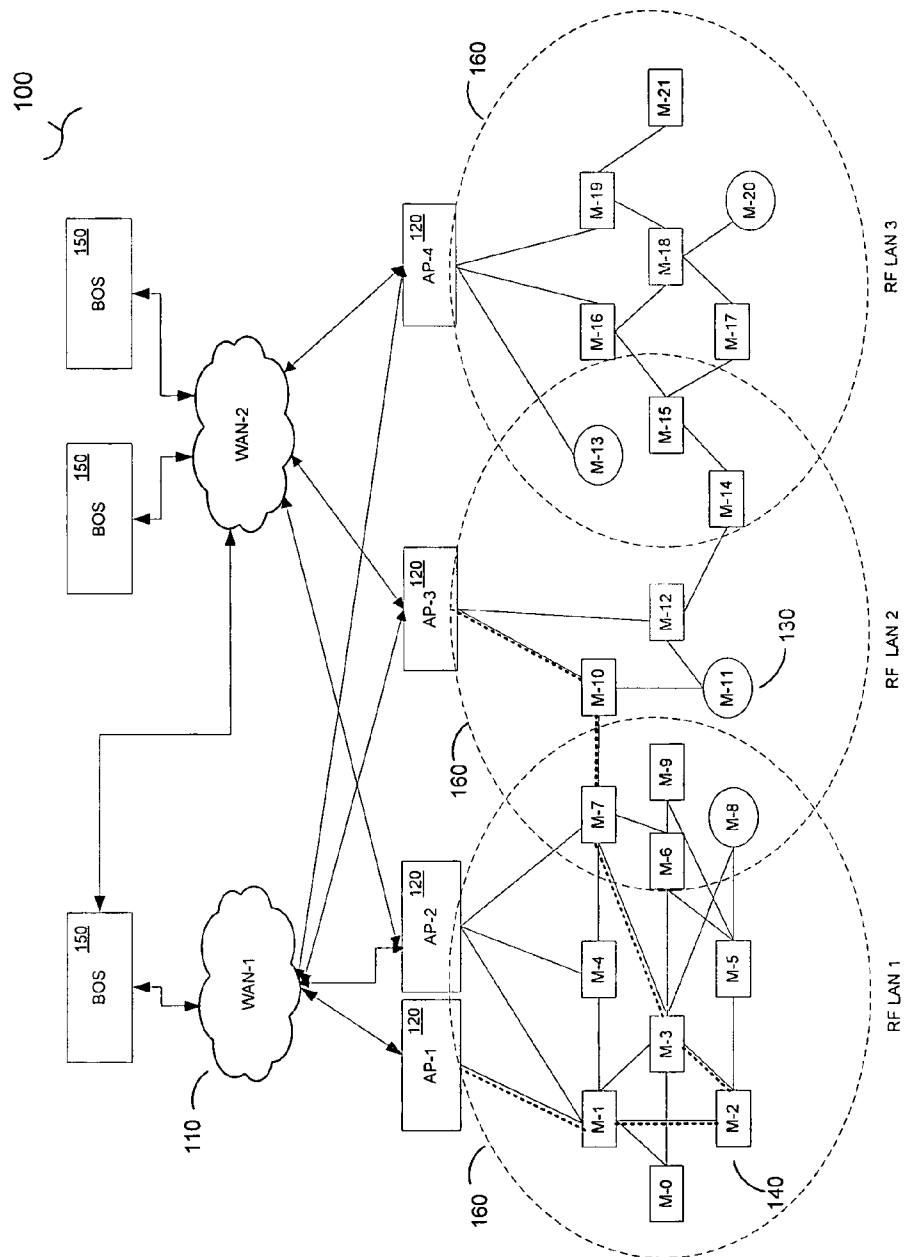 100
150
BOS
150
BOS
150
BOS
WAN-1
WAN-2
110
120
AP-1
120
AP-2
120
AP-3
120
AP-4
160
160
160
M-0
M-1
M-2
M-3
M-4
M-5
M-6
M-7
M-8
M-9
M-10
M-11
M-12
M-13
M-14
M-15
M-16
M-17
M-18
M-19
M-20
M-21
130
140
RF LAN 1
RF LAN 2
RF LAN 3